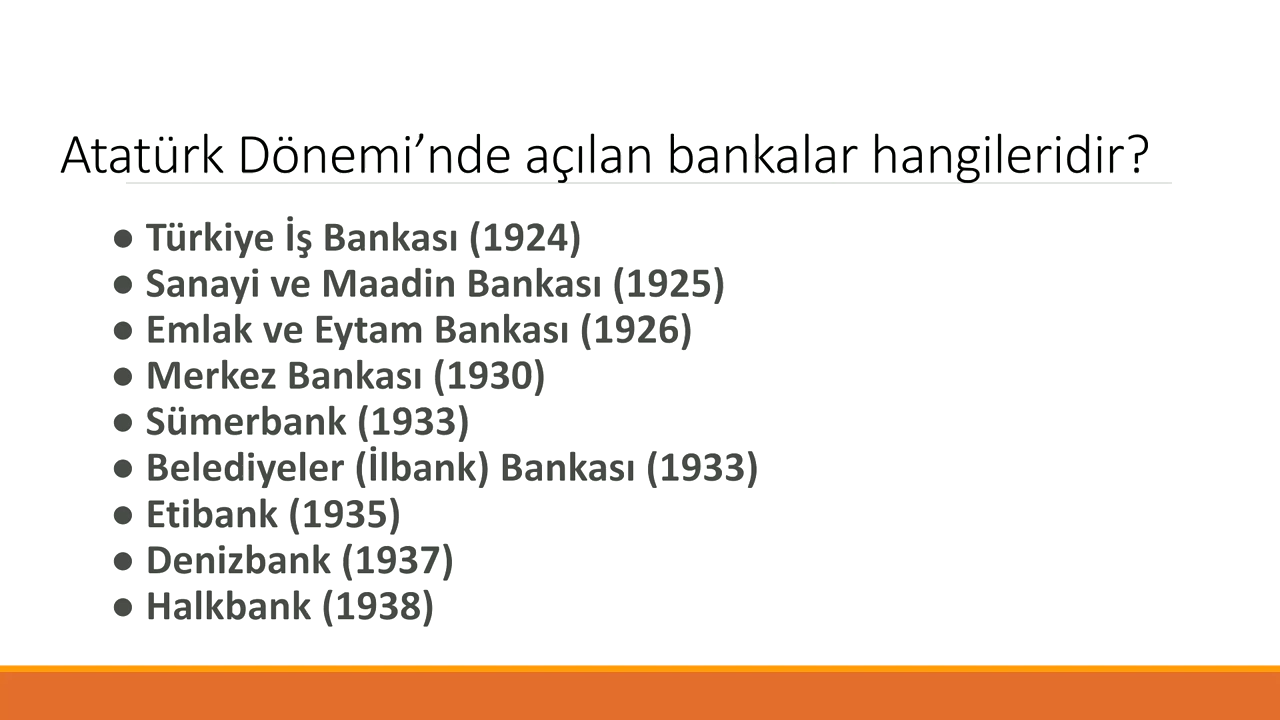 Atatürk Dönemi’nde açılan bankalar hangileridir?
● Türkiye İş Bankası (1924)
● Sanayi ve Maadin Bankası (1925)
● Emlak ve Eytam Bankası (1926)
● Merkez Bankası (1930)
● Sümerbank (1933)
● Belediyeler (İlbank) Bankası (1933)
● Etibank (1935)
● Denizbank (1937)
● Halkbank (1938)